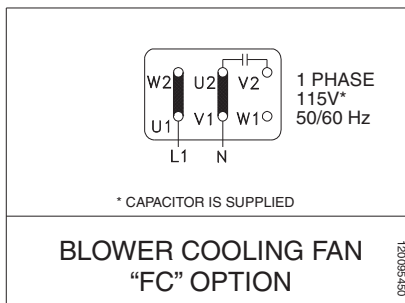 W2 U2 V2
U1 V1 W1
L1 N
1 PHASE
115V*
50/60 Hz
* CAPACITOR IS SUPPLIED
BLOWER COOLING FAN
“FC” OPTION
120095450